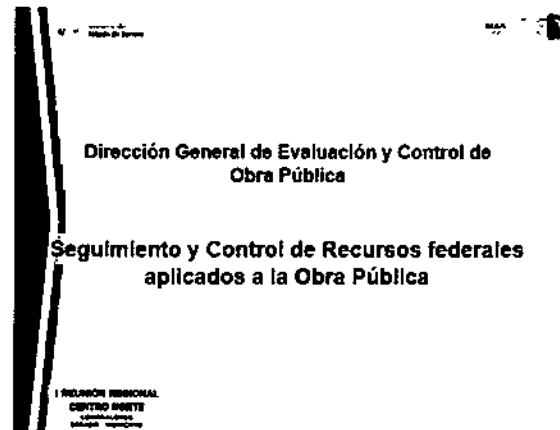 Dirección General de Evaluación y Control de
Obra Pública
Seguimiento y Control de Recursos federales
aplicados a la Obra Pública
I REUNIÓN REGIONAL
CENTRO NORTE